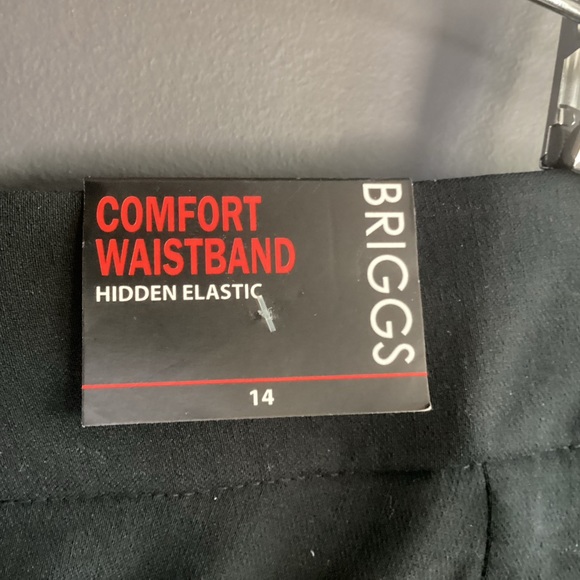 COMFORT
WAISTBAND
HIDDEN ELASTIC
BRIGGS
14